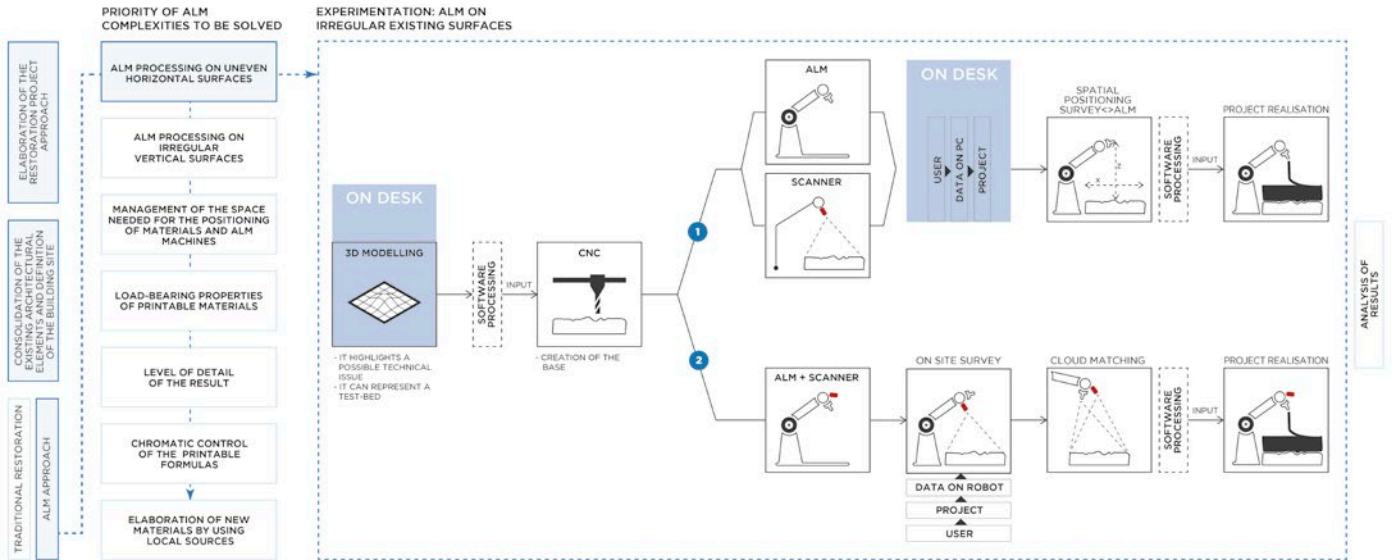 PRIORITY OF ALM
COMPLEXITIES TO BE SOLVED
EXPERIMENTATION: ALM ON
IRREGULAR EXISTING SURFACES
ELABORATION OF THE
RESTORATION PROJECT
APPROACH
CONSOLIDATION OF THE
EXISTING ARCHITECTURAL
ELEMENTS AND DEFINITION
OF THE BUILDING SITE
TRADITIONAL RESTORATION
ALM APPROACH
ALM PROCESSING ON UNEVEN
HORIZONTAL SURFACES
ALM PROCESSING ON
IRREGULAR
VERTICAL SURFACES
MANAGEMENT OF THE SPACE
NEEDED FOR THE POSITIONING
OF MATERIALS AND ALM
MACHINES
LOAD-BEARING PROPERTIES
OF PRINTABLE MATERIALS
LEVEL OF DETAIL
OF THE RESULT
CHROMATIC CONTROL
OF THE PRINTABLE
FORMULAS
ELABORATION OF NEW
MATERIALS BY USING
LOCAL SOURCES
ON DESK
3D MODELLING
- IT HIGHLIGHTS A
POSSIBLE TECHNICAL
ISSUE
- IT CAN REPRESENT A
TEST-BED
SOFTWARE
PROCESSING
INPUT
CNC
- CREATION OF THE
BASE
1
ALM
SCANNER
ON DESK
USER
DATA ON PC
PROJECT
SPATIAL
POSITIONING
SURVEY<>ALM
X
Z
SOFTWARE
PROCESSING
INPUT
PROJECT REALISATION
2
ALM + SCANNER
ON SITE SURVEY
DATA ON ROBOT
PROJECT
USER
CLOUD MATCHING
SOFTWARE
PROCESSING
INPUT
PROJECT REALISATION
ANALYSIS OF
RESULTS